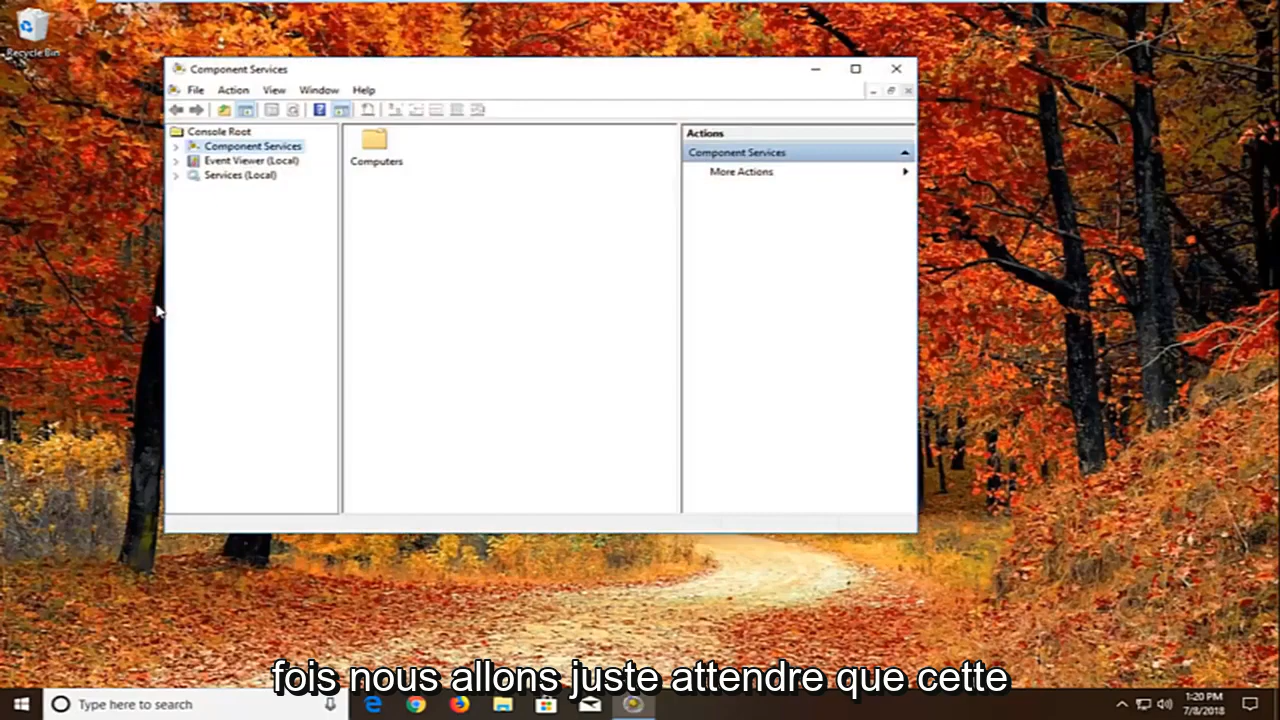 Recycle Bin
Component Services
File Action View Window Help
Console Root
Component Services
Event Viewer (Local)
Services (Local)
Computers
Actions
Component Services
More Actions
fois nous allons juste attendre que cette
Type here to search
1:20 PM
7/8/2018